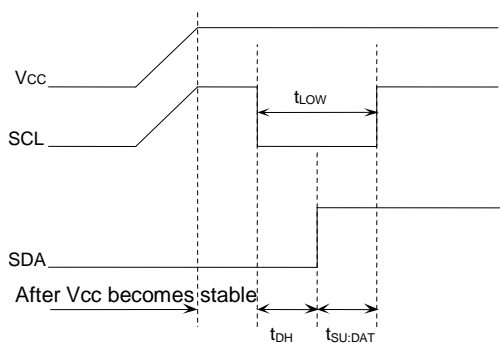 Vcc
tLOW
SCL
SDA
After Vcc becomes stable
tDH
tSU:DAT